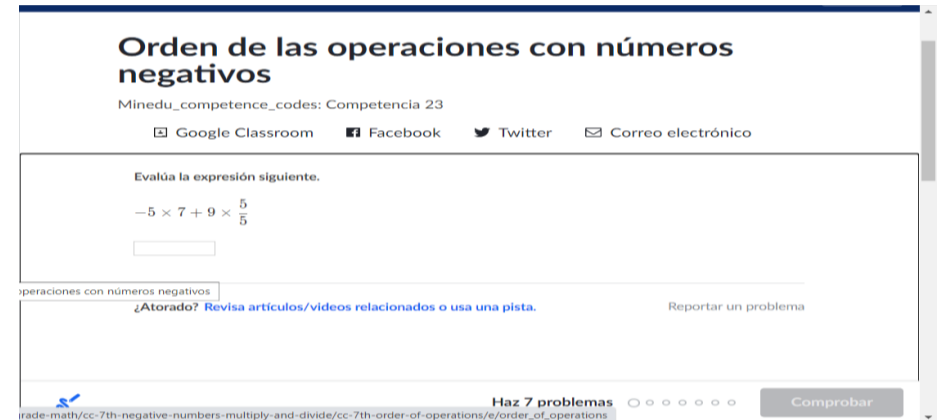 Orden de las operaciones con números
negativos
Minedu_competence_codes: Competencia 23
Google Classroom Facebook Twitter Correo electrónico
Evalúa la expresión siguiente.
−5 × 7 + 9 × 5/5
operaciones con números negativos
¿Atorado? Revisa artículos/videos relacionados o usa una pista. Reportar un problema
Haz 7 problemas Comprobar
rade-math/cc-7th-negative-numbers-multiply-and-divide/cc-7th-order-of-operations/e/order_of_operations